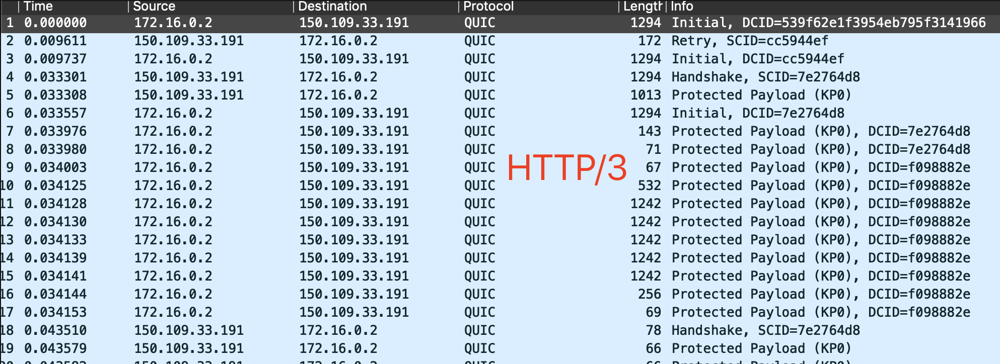 Time Source Destination Protocol Length Info
1 0.000000 172.16.0.2 150.109.33.191 QUIC 1294 Initial, DCID=539f62e1f3954eb795f3141966
2 0.009611 150.109.33.191 172.16.0.2 QUIC 172 Retry, SCID=cc5944ef
3 0.009737 172.16.0.2 150.109.33.191 QUIC 1294 Initial, DCID=cc5944ef
4 0.033301 150.109.33.191 172.16.0.2 QUIC 1294 Handshake, SCID=7e2764d8
5 0.033308 150.109.33.191 172.16.0.2 QUIC 1013 Protected Payload (KP0)
6 0.033557 172.16.0.2 150.109.33.191 QUIC 1294 Initial, DCID=7e2764d8
7 0.033976 172.16.0.2 150.109.33.191 QUIC 143 Protected Payload (KP0), DCID=7e2764d8
8 0.033980 172.16.0.2 150.109.33.191 QUIC 71 Protected Payload (KP0), DCID=7e2764d8
HTTP/3
9 0.034003 172.16.0.2 150.109.33.191 QUIC 67 Protected Payload (KP0), DCID=f098882e
10 0.034125 172.16.0.2 150.109.33.191 QUIC 532 Protected Payload (KP0), DCID=f098882e
11 0.034128 172.16.0.2 150.109.33.191 QUIC 1242 Protected Payload (KP0), DCID=f098882e
12 0.034130 172.16.0.2 150.109.33.191 QUIC 1242 Protected Payload (KP0), DCID=f098882e
13 0.034133 172.16.0.2 150.109.33.191 QUIC 1242 Protected Payload (KP0), DCID=f098882e
14 0.034139 172.16.0.2 150.109.33.191 QUIC 1242 Protected Payload (KP0), DCID=f098882e
15 0.034141 172.16.0.2 150.109.33.191 QUIC 1242 Protected Payload (KP0), DCID=f098882e
16 0.034144 172.16.0.2 150.109.33.191 QUIC 256 Protected Payload (KP0), DCID=f098882e
17 0.034153 172.16.0.2 150.109.33.191 QUIC 69 Protected Payload (KP0), DCID=f098882e
18 0.043510 150.109.33.191 172.16.0.2 QUIC 78 Handshake, SCID=7e2764d8
19 0.043579 150.109.33.191 172.16.0.2 QUIC 66 Protected Payload (KP0)